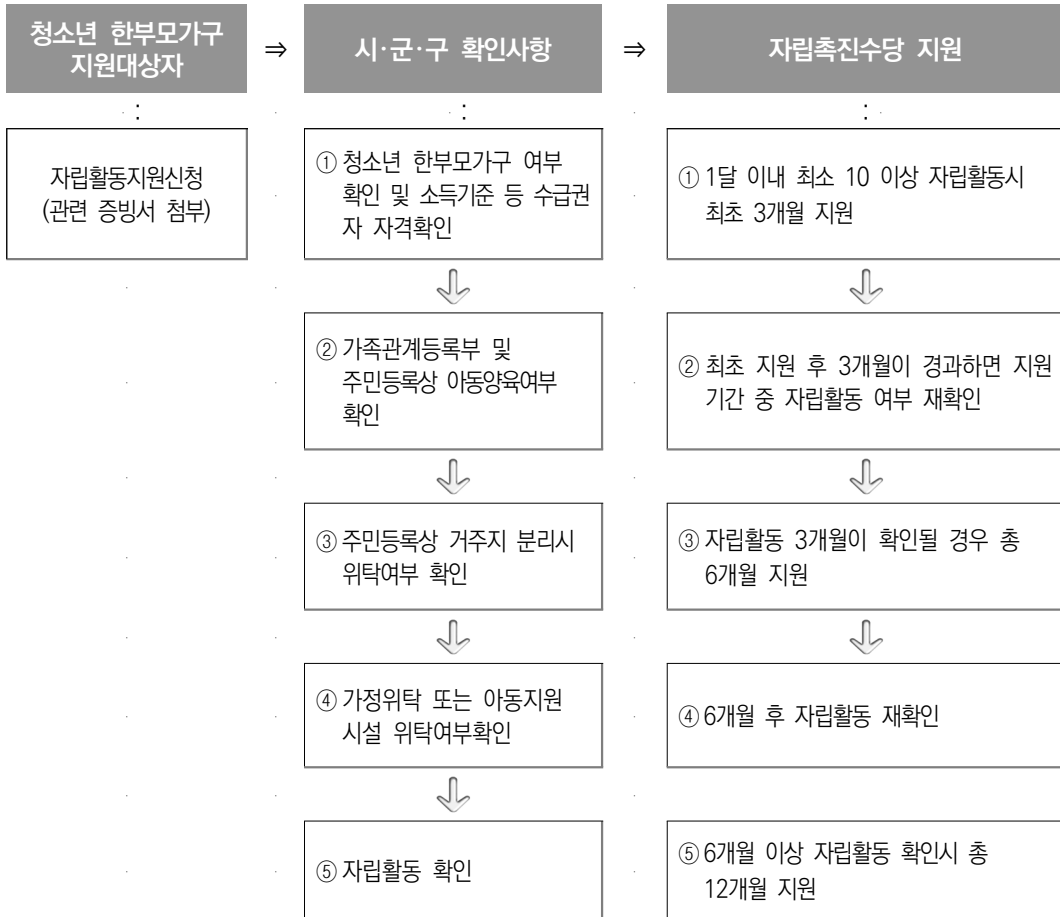 청소년 한부모가구
지원대상자
⇒
시·군·구 확인사항
⇒
자립촉진수당 지원
자립활동지원신청
(관련 증빙서 첨부)
① 청소년 한부모가구 여부
확인 및 소득기준 등 수급권
자 자격확인
② 가족관계등록부 및
주민등록상 아동양육여부
확인
③ 주민등록상 거주지 분리시
위탁여부 확인
④ 가정위탁 또는 아동지원
시설 위탁여부확인
⑤ 자립활동 확인
① 1달 이내 최소 10 이상 자립활동시
최초 3개월 지원
② 최초 지원 후 3개월이 경과하면 지원
기간 중 자립활동 여부 재확인
③ 자립활동 3개월이 확인될 경우 총
6개월 지원
④ 6개월 후 자립활동 재확인
⑤ 6개월 이상 자립활동 확인시 총
12개월 지원